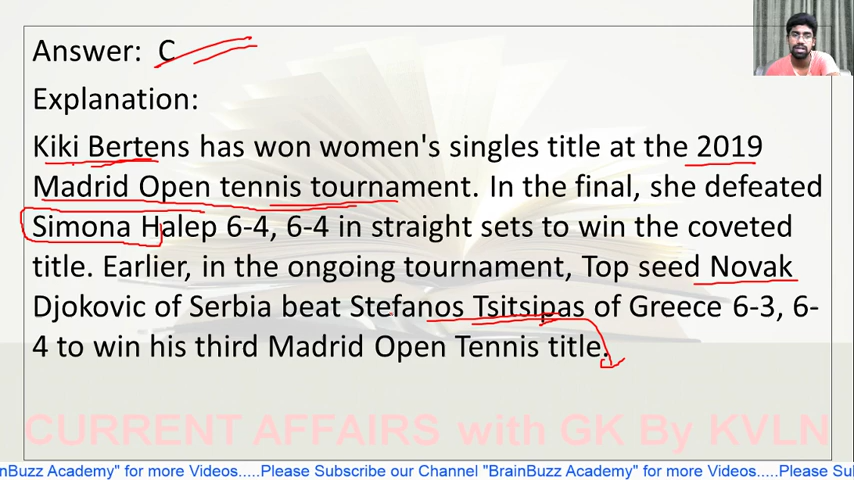 Answer: C
Explanation:
Kiki Bertens has won women's singles title at the 2019
Madrid Open tennis tournament. In the final, she defeated
Simona Halep 6-4, 6-4 in straight sets to win the coveted
title. Earlier, in the ongoing tournament, Top seed Novak
Djokovic of Serbia beat Stefanos Tsitsipas of Greece 6-3, 6-
4 to win his third Madrid Open Tennis title.
CURRENT AFFAIRS with GK By KVLN
inBuzz Academy" for more Videos.....Please Subscribe our Channel "BrainBuzz Academy" for more Videos.....Please Sul